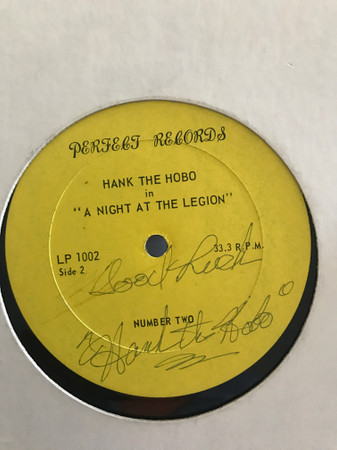 PERFECT RECORDS
HANK THE HOBO
in
"A NIGHT AT THE LEGION"
LP 1002
33.3 R.P.M.
Side 2
Good Luck
NUMBER TWO
"Hank the Hobo"